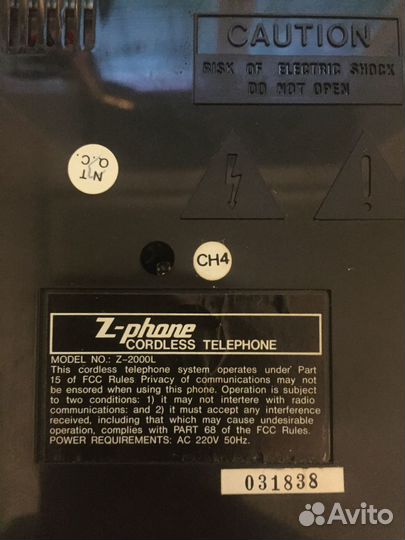 CAUTION
RISK OF ELECTRIC SHOCK
DO NOT OPEN
NT
Q.C.
CH4
Z-phone
CORDLESS TELEPHONE
MODEL NO.: Z-2000L
This cordless telephone system operates under Part
15 of FCC Rules Privacy of communications may not
be ensured when using this phone. Operation is subject
to two conditions: 1) it may not interfere with radio
communications: and 2) it must accept any interference
received, including that which may cause undesirable
operation, complies with PART 68 of the FCC Rules.
POWER REQUIREMENTS: AC 220V 50Hz.
031838
Avito